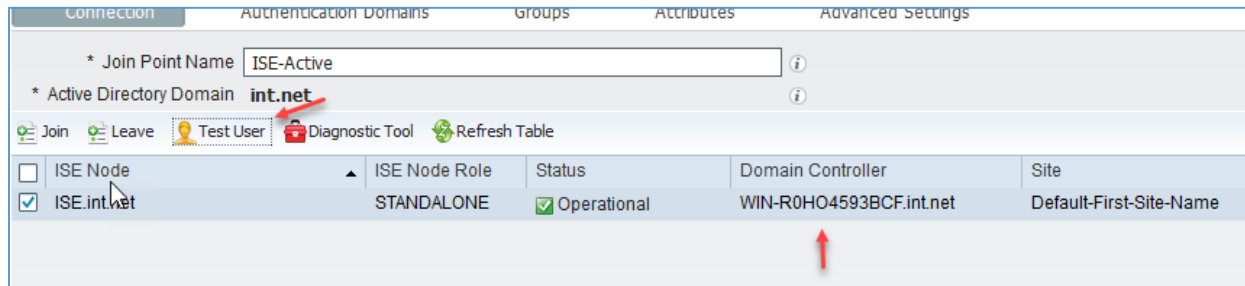 Connection Authentication Domains Groups Attributes Advanced Settings
* Join Point Name ISE-Active
* Active Directory Domain int.net
Join Leave Test User Diagnostic Tool Refresh Table
ISE Node ISE Node Role Status Domain Controller Site
ISE.int.net STANDALONE Operational WIN-R0HO4593BCF.int.net Default-First-Site-Name